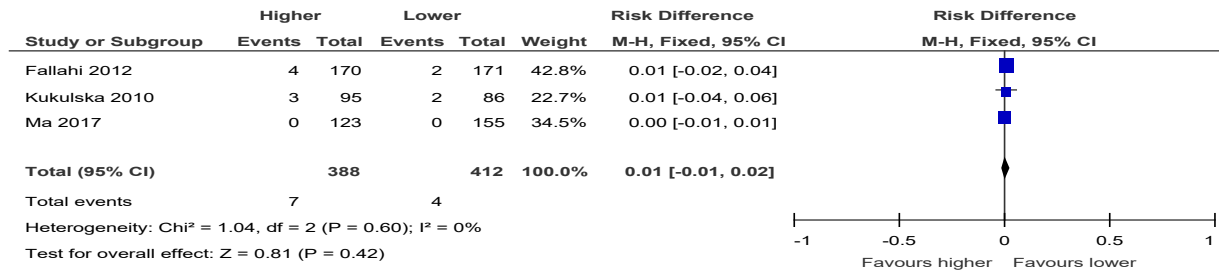 Higher Lower Risk Difference Risk Difference
Study or Subgroup Events Total Events Total Weight M-H, Fixed, 95% CI M-H, Fixed, 95% CI
Fallahi 2012 4 170 2 171 42.8% 0.01 [-0.02, 0.04]
Kukulska 2010 3 95 2 86 22.7% 0.01 [-0.04, 0.06]
Ma 2017 0 123 0 155 34.5% 0.00 [-0.01, 0.01]
Total (95% CI) 388 412 100.0% 0.01 [-0.01, 0.02]
Total events 7 4
Heterogeneity: Chi² = 1.04, df = 2 (P = 0.60); I² = 0%
Test for overall effect: Z = 0.81 (P = 0.42)
-1 -0.5 0 0.5 1
Favours higher Favours lower